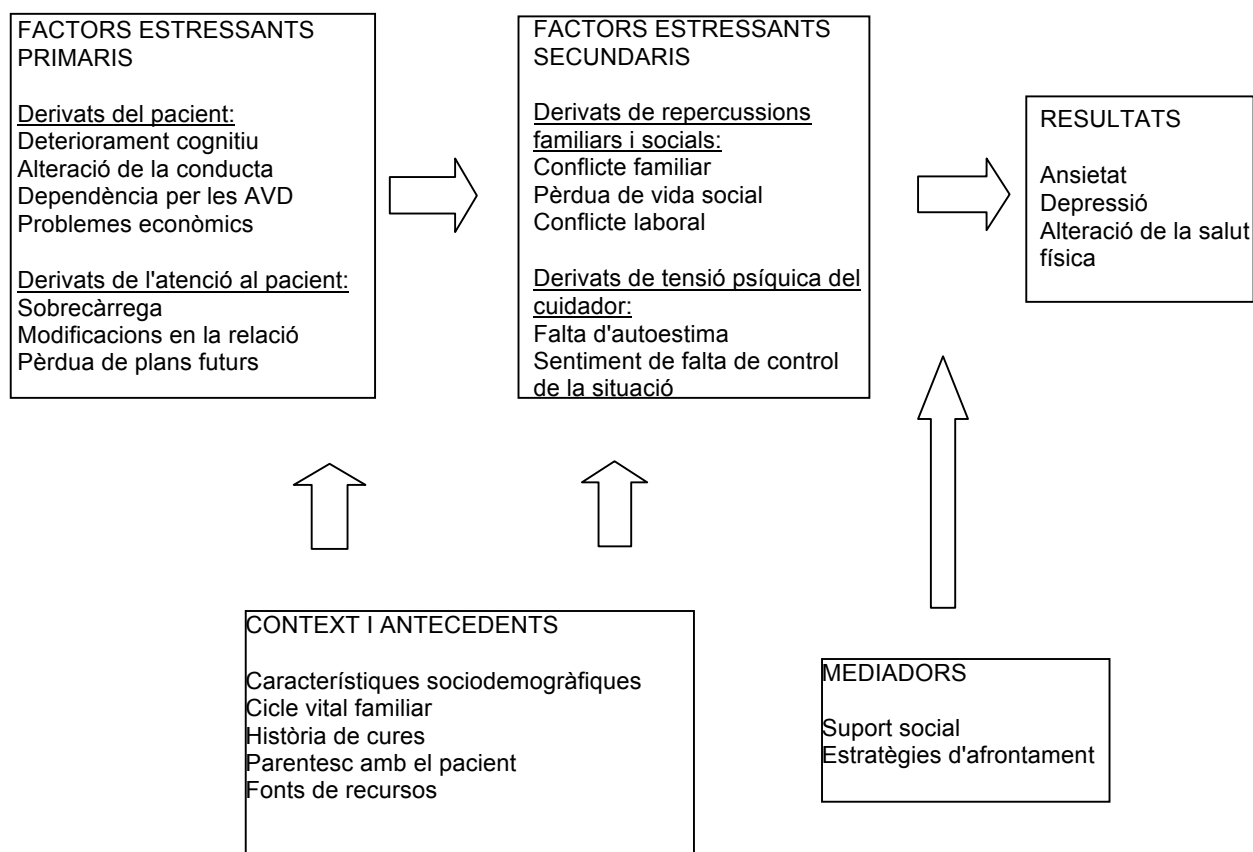 FACTORS ESTRESSANTS
PRIMARIS
Derivats del pacient:
Deteriorament cognitiu
Alteració de la conducta
Dependència per les AVD
Problemes econòmics
Derivats de l'atenció al pacient:
Sobrecàrrega
Modificacions en la relació
Pèrdua de plans futurs
FACTORS ESTRESSANTS
SECUNDARIS
Derivats de repercussions
familiars i socials:
Conflicte familiar
Pèrdua de vida social
Conflicte laboral
Derivats de tensió psíquica del
cuidador:
Falta d'autoestima
Sentiment de falta de control
de la situació
RESULTATS
Ansietat
Depressió
Alteració de la salut
física
CONTEXT I ANTECEDENTS
Característiques sociodemogràfiques
Cicle vital familiar
Història de cures
Parentesc amb el pacient
Fonts de recursos
MEDIADORS
Suport social
Estratègies d'afrontament